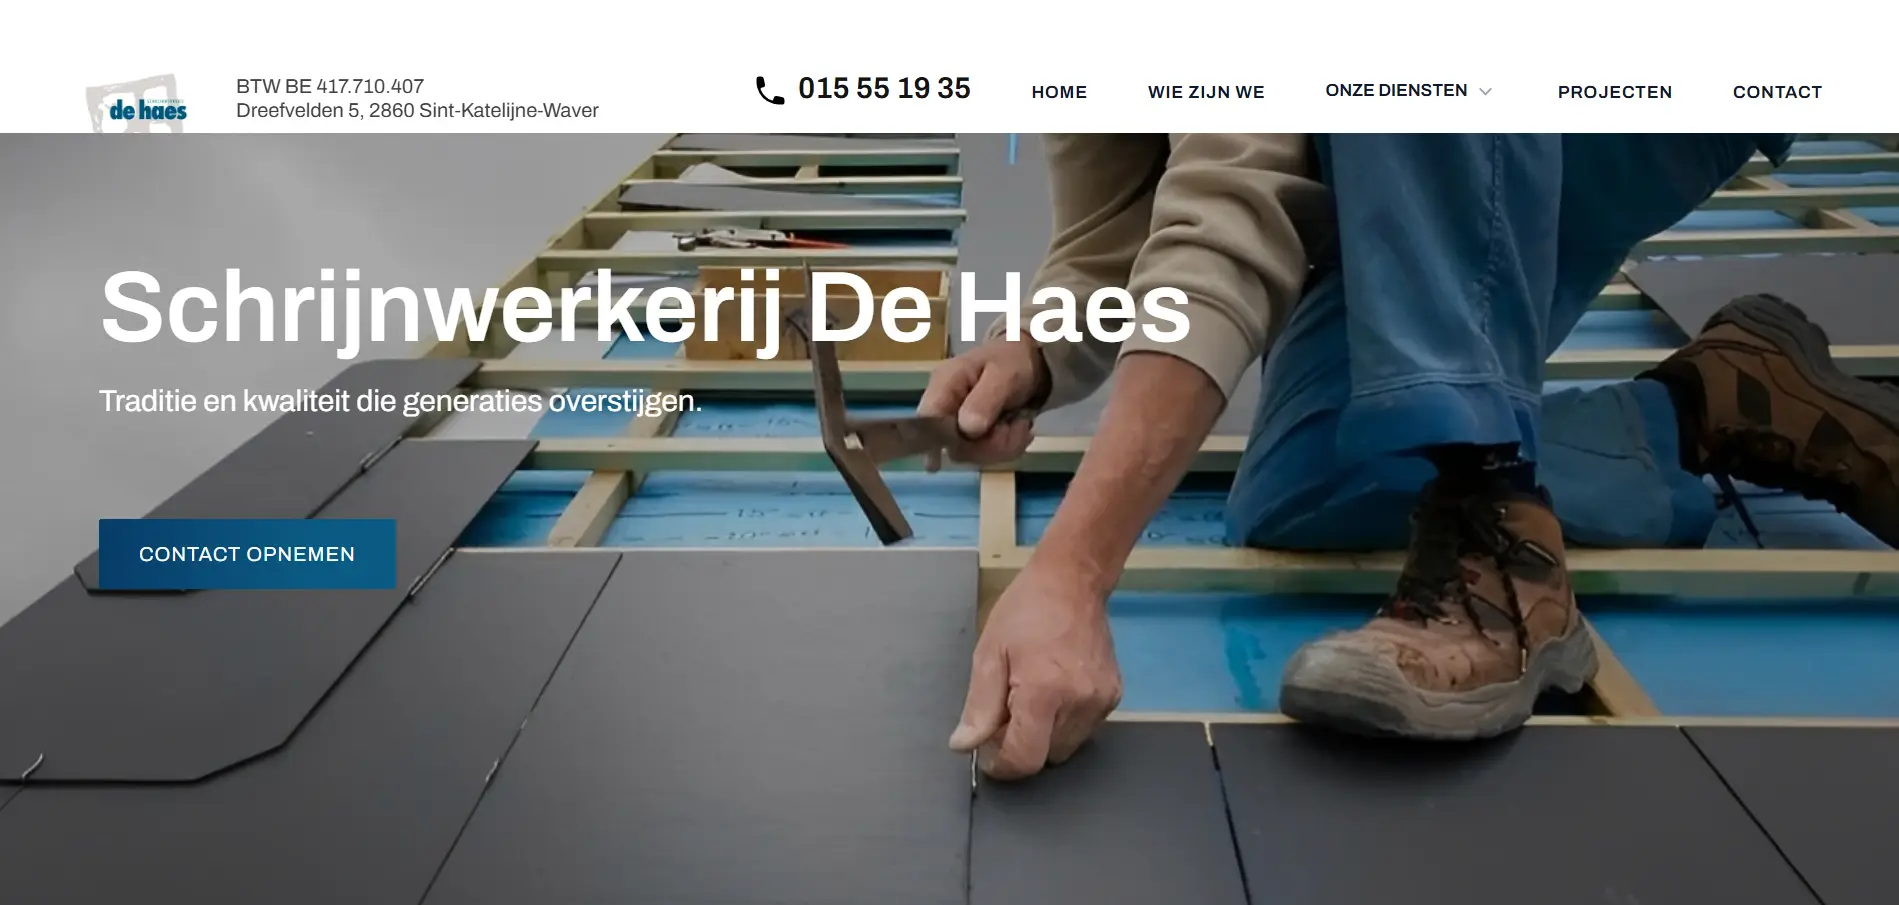 de haes
BTW BE 417.710.407
Dreefvelden 5, 2860 Sint-Katelijne-Waver
015 55 19 35
HOME
WIE ZIJN WE
ONZE DIENSTEN
PROJECTEN
CONTACT
Schrijnwerkerij De Haes
Traditie en kwaliteit die generaties overstijgen.
CONTACT OPNEMEN